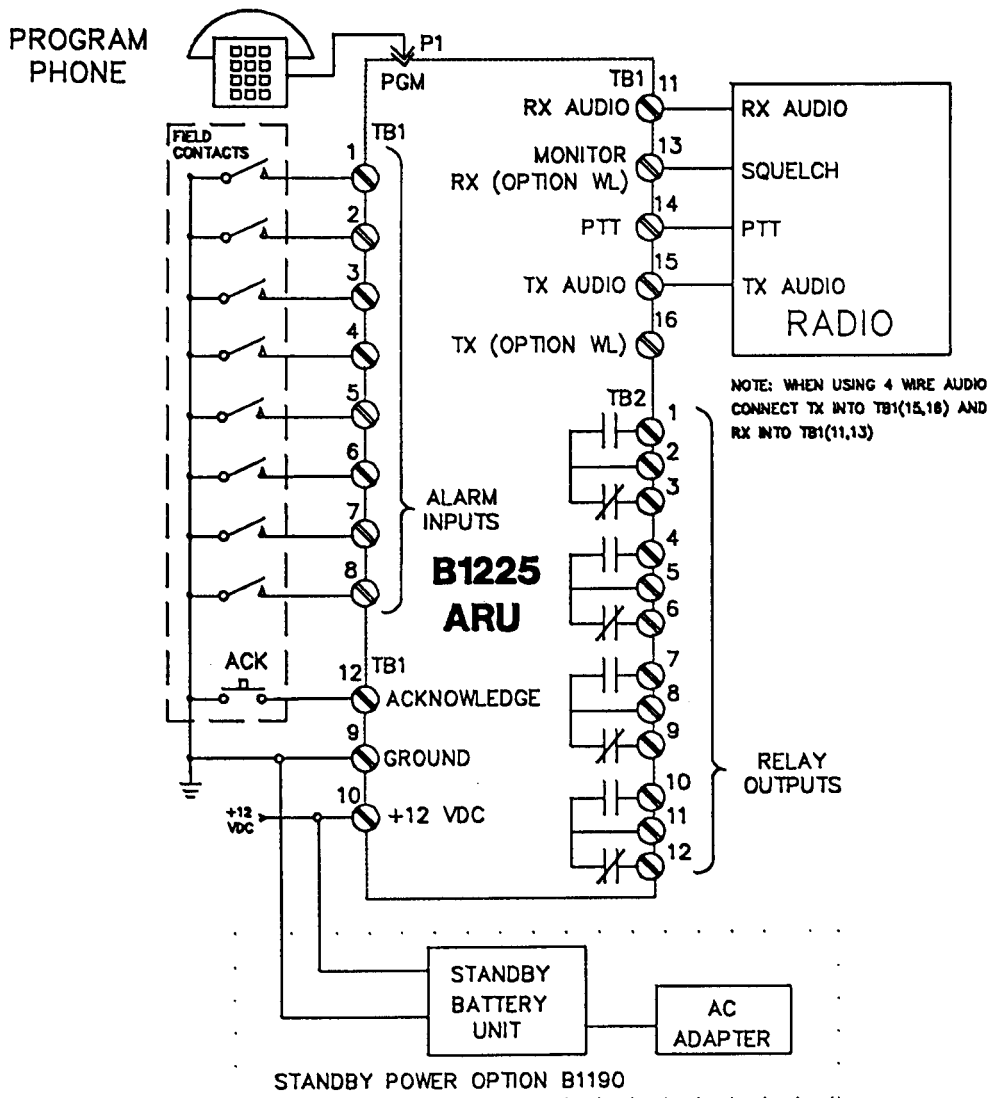 PROGRAM
PHONE
P1
PGM
FIELD
CONTACTS
TB1
1
2
3
4
5
6
7
8
ALARM
INPUTS
B1225
ARU
ACK
12
TB1
ACKNOWLEDGE
9
GROUND
10
+12
VDC
+12 VDC
TB1
11
RX AUDIO
13
MONITOR
RX (OPTION WL)
14
PTT
15
TX AUDIO
16
TX (OPTION WL)
RX AUDIO
SQUELCH
PTT
TX AUDIO
RADIO
NOTE: WHEN USING 4 WIRE AUDIO
CONNECT TX INTO TB1(15,16) AND
RX INTO TB1(11,13)
TB2
1
2
3
4
5
6
7
8
9
10
11
12
RELAY
OUTPUTS
STANDBY
BATTERY
UNIT
AC
ADAPTER
STANDBY POWER OPTION B1190